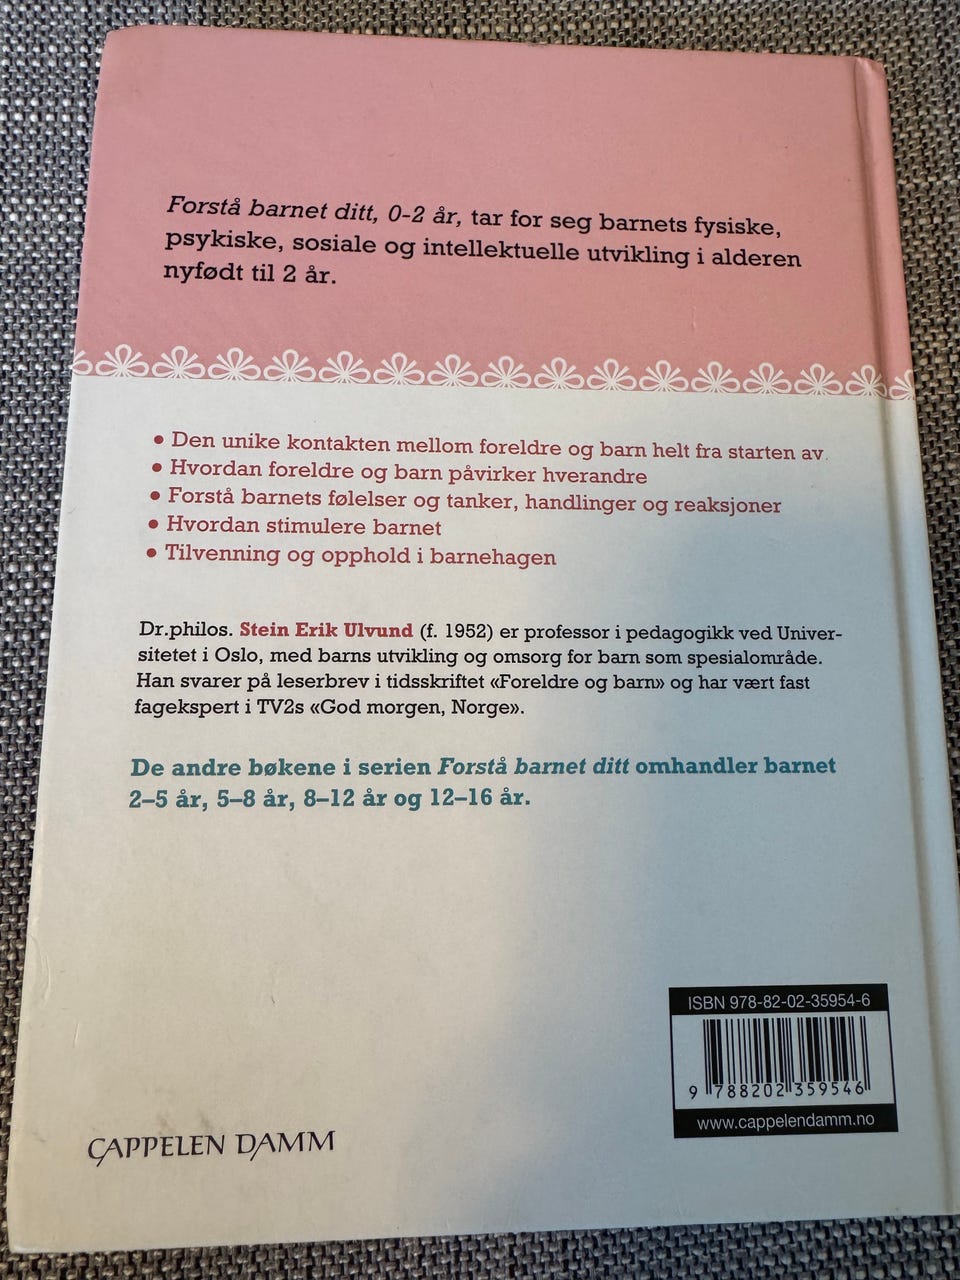 Forstå barnet ditt, 0-2 år, tar for seg barnets fysiske,
psykiske, sosiale og intellektuelle utvikling i alderen
nyfødt til 2 år.
• Den unike kontakten mellom foreldre og barn helt fra starten av.
• Hvordan foreldre og barn påvirker hverandre
• Forstå barnets følelser og tanker, handlinger og reaksjoner
• Hvordan stimulere barnet
• Tilvenning og opphold i barnehagen
Dr.philos. Stein Erik Ulvund (f. 1952) er professor i pedagogikk ved Univer-
sitetet i Oslo, med barns utvikling og omsorg for barn som spesialområde.
Han svarer på leserbrev i tidsskriftet «Foreldre og barn» og har vært fast
fagekspert i TV2s «God morgen, Norge».
De andre bøkene i serien Forstå barnet ditt omhandler barnet
2–5 år, 5–8 år, 8–12 år og 12–16 år.
ISBN 978-82-02-35954-6
9 788202 359546
www.cappelendamm.no
CAPPELEN DAMM